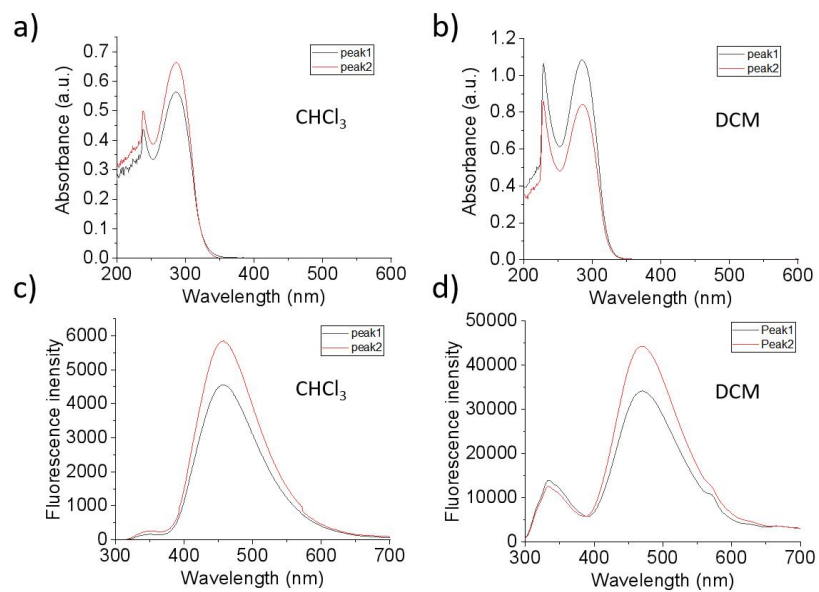 a)
0.7
0.6
0.5
0.4
0.3
0.2
0.1
0.0
Absorbance (a.u.)
peak1
peak2
CHCl₃
200 300 400 500 600
Wavelength (nm)
b)
1.2
1.0
0.8
0.6
0.4
0.2
0.0
Absorbance (a.u.)
peak1
peak2
DCM
200 300 400 500 600
Wavelength (nm)
c)
6000
5000
4000
3000
2000
1000
0
Fluorescence inensity
peak1
peak2
CHCl₃
300 400 500 600 700
Wavelength (nm)
d)
50000
40000
30000
20000
10000
0
Fluorescence inensity
Peak1
Peak2
DCM
300 400 500 600 700
Wavelength (nm)